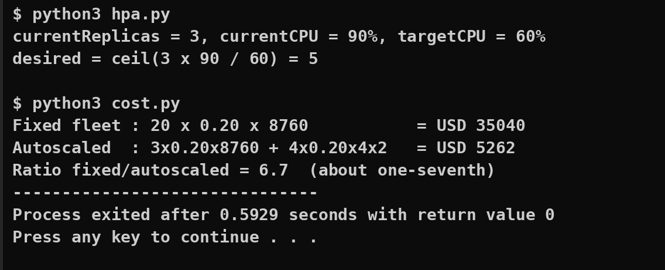 $ python3 hpa.py
currentReplicas = 3, currentCPU = 90%, targetCPU = 60%
desired = ceil(3 x 90 / 60) = 5
$ python3 cost.py
Fixed fleet : 20 x 0.20 x 8760           = USD 35040
Autoscaled  : 3x0.20x8760 + 4x0.20x4x2   = USD 5262
Ratio fixed/autoscaled = 6.7  (about one-seventh)
-------------------------------
Process exited after 0.5929 seconds with return value 0
Press any key to continue . . .